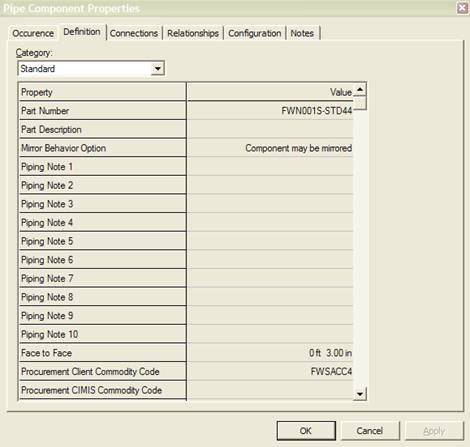 Pipe Component Properties
Occurence Definition Connections Relationships Configuration Notes
Category:
Standard
Property Value
Part Number FWN001S-STD44
Part Description
Mirror Behavior Option Component may be mirrored
Piping Note 1
Piping Note 2
Piping Note 3
Piping Note 4
Piping Note 5
Piping Note 6
Piping Note 7
Piping Note 8
Piping Note 9
Piping Note 10
Face to Face 0 ft 3.00 in
Procurement Client Commodity Code FWSACC4
Procurement CIMIS Commodity Code
OK Cancel Apply